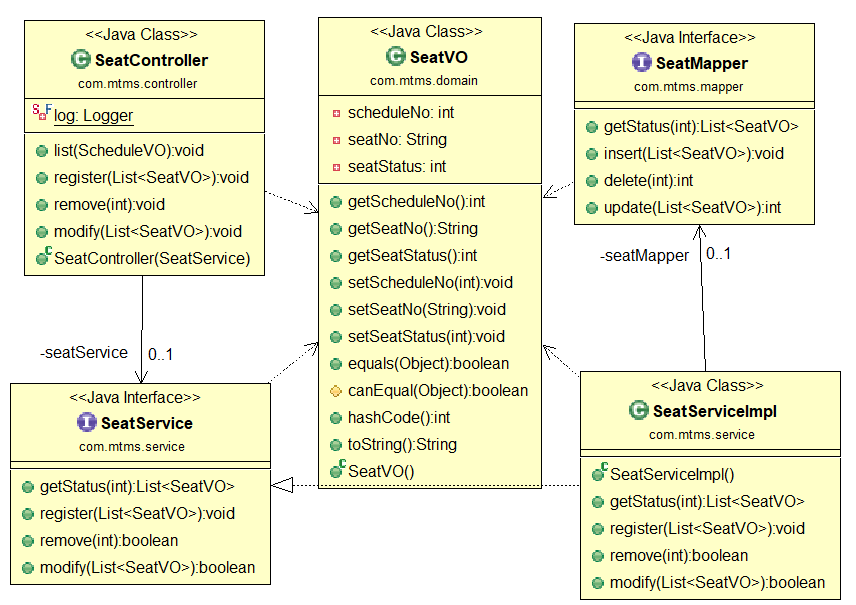 <<Java Class>>
C SeatController
com.mtms.controller
S F log: Logger
list(ScheduleVO):void
register(List<SeatVO>):void
remove(int):void
modify(List<SeatVO>):void
C SeatController(SeatService)
<<Java Class>>
C SeatVO
com.mtms.domain
scheduleNo: int
seatNo: String
seatStatus: int
getScheduleNo():int
getSeatNo():String
getSeatStatus():int
setScheduleNo(int):void
setSeatNo(String):void
setSeatStatus(int):void
equals(Object):boolean
canEqual(Object):boolean
hashCode():int
toString():String
C SeatVO()
<<Java Interface>>
I SeatMapper
com.mtms.mapper
getStatus(int):List<SeatVO>
insert(List<SeatVO>):void
delete(int):int
update(List<SeatVO>):int
-seatMapper 0..1
-seatService 0..1
<<Java Interface>>
I SeatService
com.mtms.service
getStatus(int):List<SeatVO>
register(List<SeatVO>):void
remove(int):boolean
modify(List<SeatVO>):boolean
<<Java Class>>
C SeatServiceImpl
com.mtms.service
C SeatServiceImpl()
getStatus(int):List<SeatVO>
register(List<SeatVO>):void
remove(int):boolean
modify(List<SeatVO>):boolean